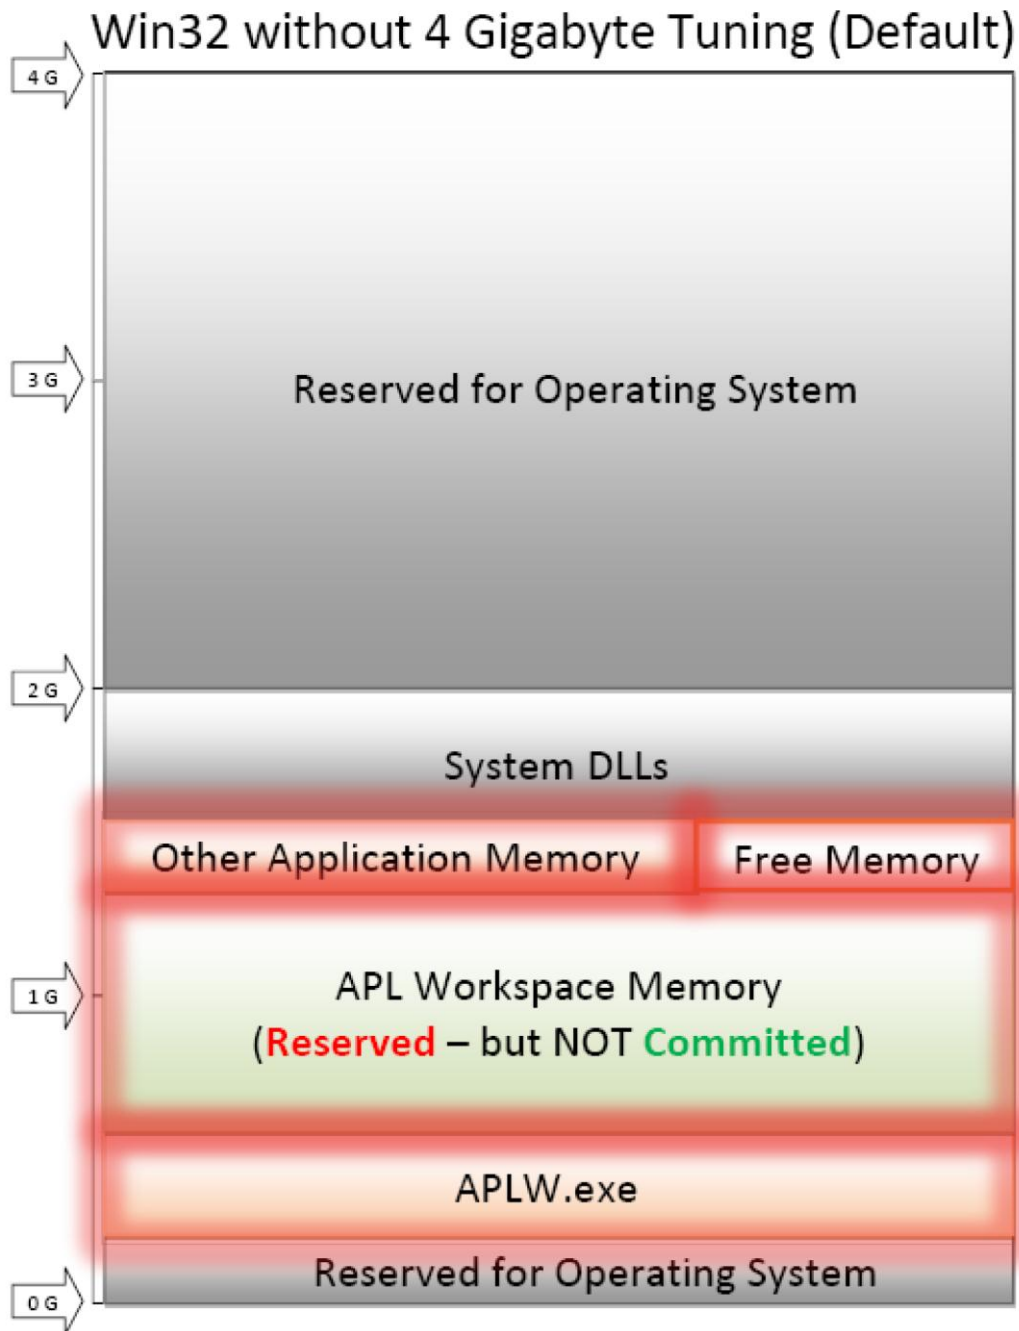 Win32 without 4 Gigabyte Tuning (Default)
4 G
3 G
Reserved for Operating System
2 G
System DLLs
Other Application Memory
Free Memory
APL Workspace Memory
1 G
(Reserved – but NOT Committed)
APLW.exe
Reserved for Operating System
0 G